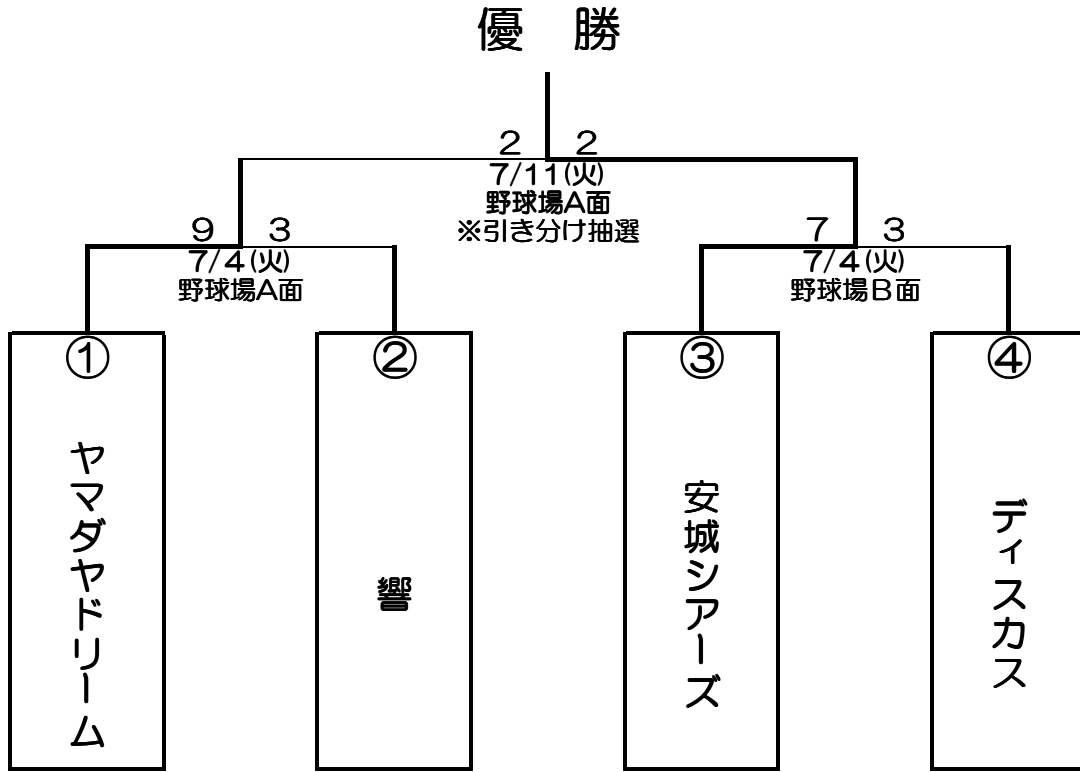 優　勝
２　２
7/11(火)
野球場A面
※引き分け抽選
９　３
7/4(火)
野球場A面
７　３
7/4(火)
野球場B面
①
ヤマダヤドリーム
②
響
③
安城シアーズ
④
ディスカス